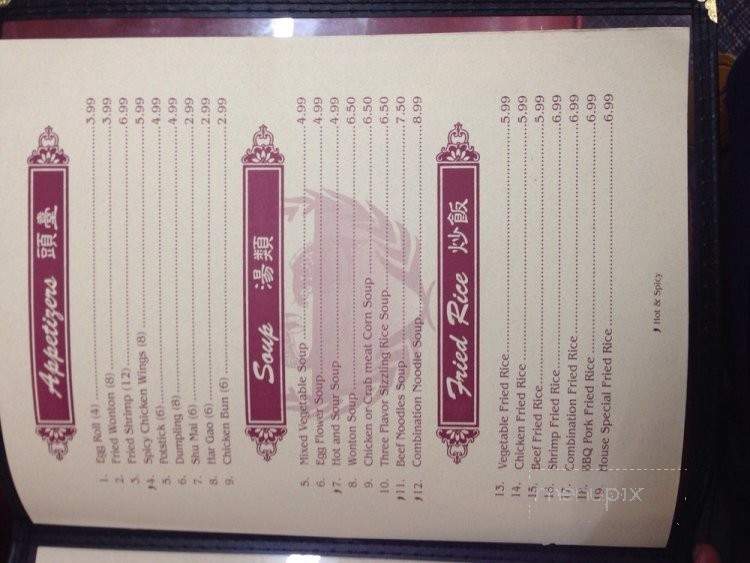 Appetizers 頭臺
1. Egg Roll (4) 3.99
2. Fried Wonton (8) 3.99
3. Fried Shrimp (12) 6.99
4. Spicy Chicken Wings (8) 5.99
5. Potstick (6) 4.99
6. Dumpling (8) 4.99
7. Shu Mai (6) 2.99
8. Har Gao (6) 2.99
9. Chicken Bun (6) 2.99
Soup 湯類
5. Mixed Vegetable Soup 4.99
6. Egg Flower Soup 4.99
7. Hot and Sour Soup 4.99
8. Wonton Soup 6.50
9. Chicken or Crab meat Corn Soup 6.50
10. Three Flavor Sizzling Rice Soup 6.50
11. Beef Noodles Soup 7.50
12. Combination Noodle Soup 8.99
Fried Rice 炒飯
13. Vegetable Fried Rice 5.99
14. Chicken Fried Rice 5.99
15. Beef Fried Rice 5.99
16. Shrimp Fried Rice 6.99
17. Combination Fried Rice 6.99
18. BBQ Pork Fried Rice 6.99
19. House Special Fried Rice 6.99
Hot & Spicy
menupix